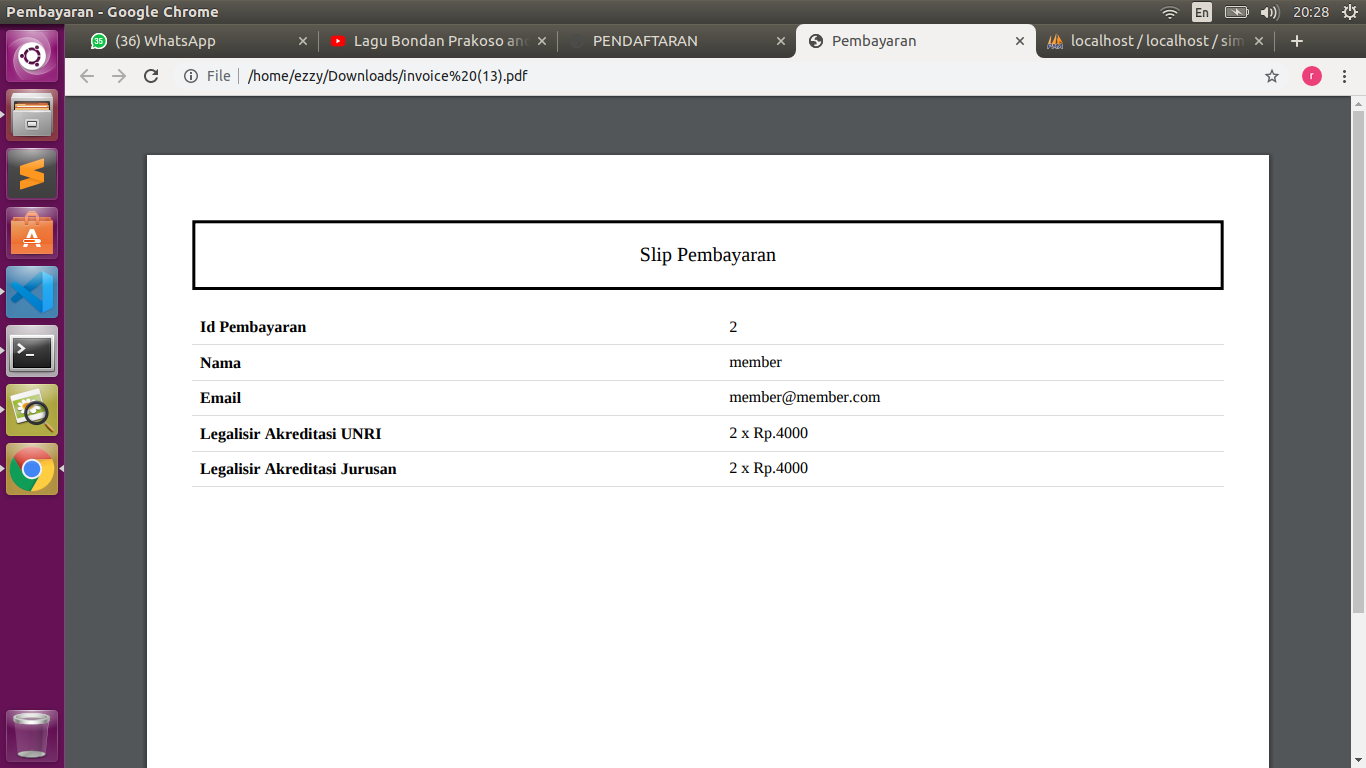 Pembayaran - Google Chrome
En
20:28
35
(36) WhatsApp
Lagu Bondan Prakoso an
PENDAFTARAN
Pembayaran
localhost / localhost / sim
File
/home/ezzy/Downloads/invoice%20(13).pdf
r
Slip Pembayaran
Id Pembayaran 2
Nama member
Email member@member.com
Legalisir Akreditasi UNRI 2 x Rp.4000
Legalisir Akreditasi Jurusan 2 x Rp.4000